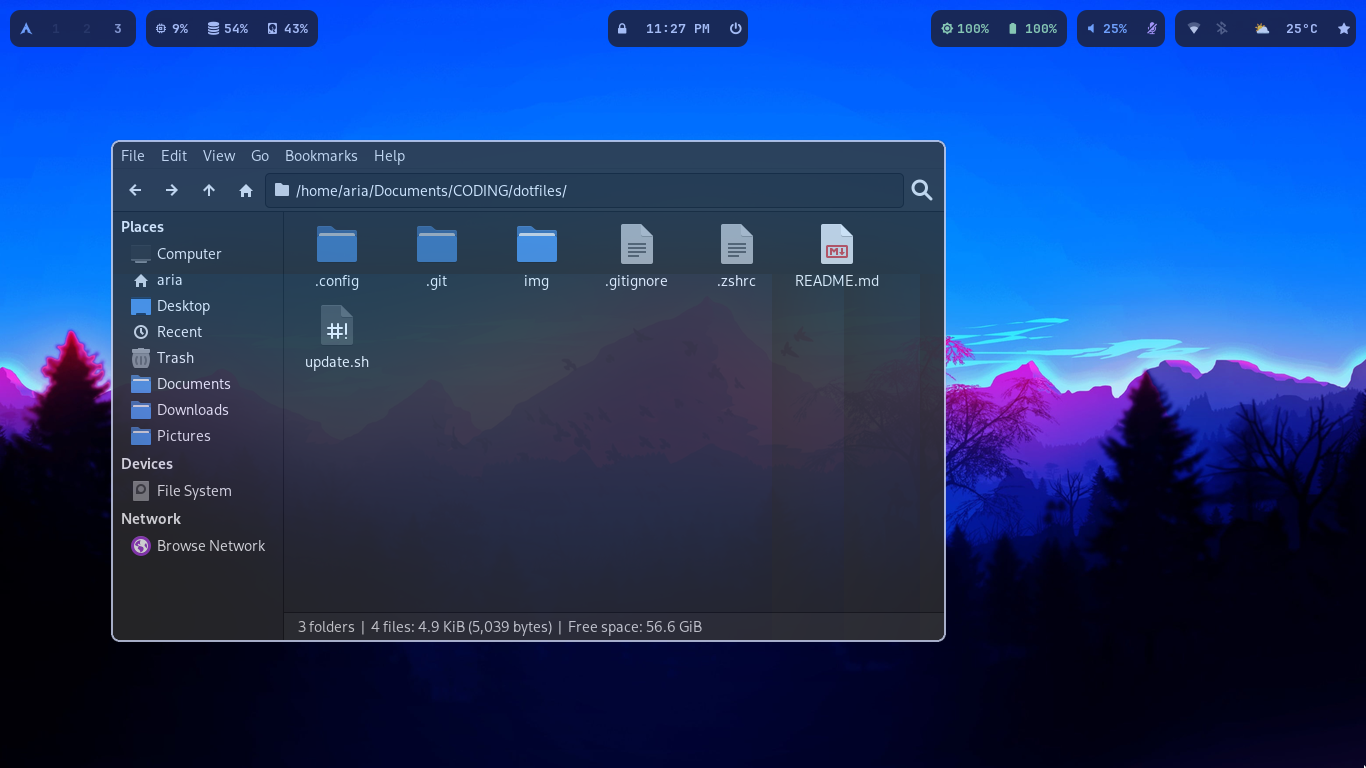 1 2 3 9% 54% 43% 11:27 PM 100% 100% 25% 25°C
File Edit View Go Bookmarks Help
/home/aria/Documents/CODING/dotfiles/
Places
Computer
aria
Desktop
Recent
Trash
Documents
Downloads
Pictures
Devices
File System
Network
Browse Network
.config .git img .gitignore .zshrc README.md
update.sh
3 folders | 4 files: 4.9 KiB (5,039 bytes) | Free space: 56.6 GiB